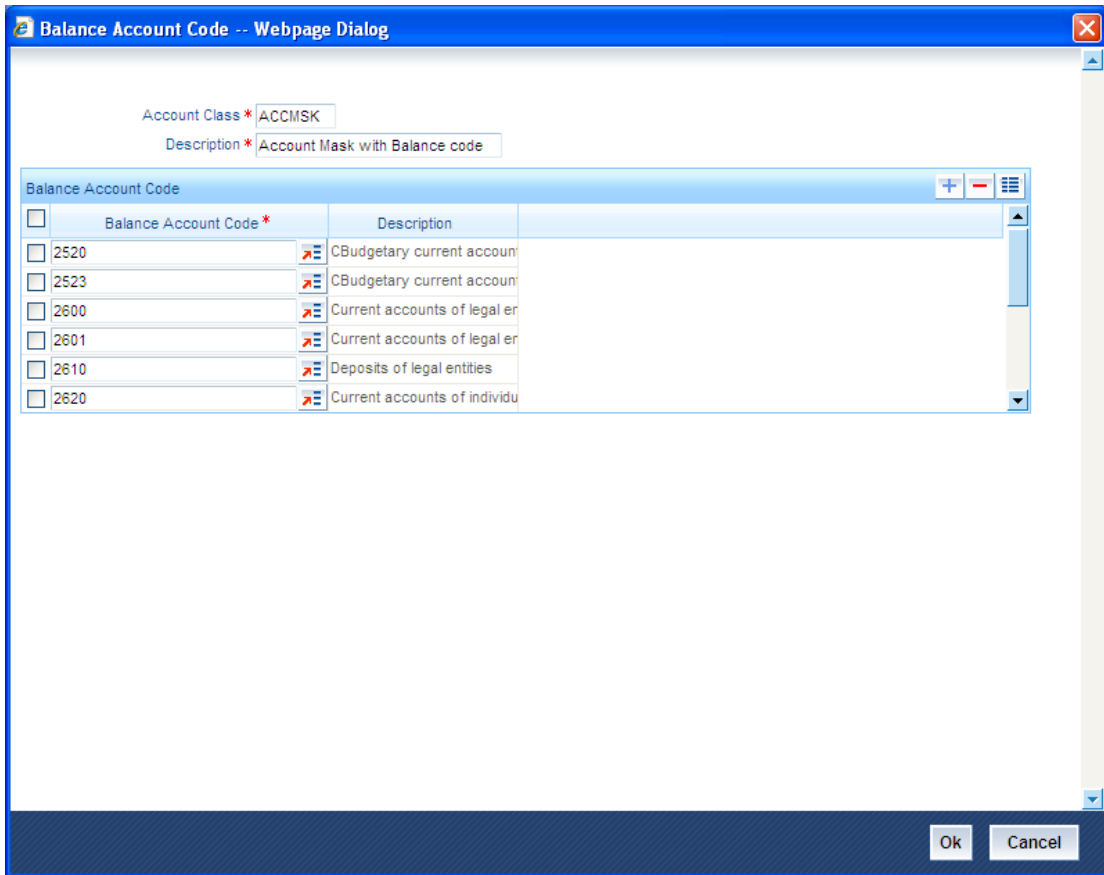 Balance Account Code -- Webpage Dialog
Account Class * ACCMSK
Description * Account Mask with Balance code
Balance Account Code
Balance Account Code * Description
2520 CBudgetary current account
2523 CBudgetary current account
2600 Current accounts of legal er
2601 Current accounts of legal er
2610 Deposits of legal entities
2620 Current accounts of individu
Ok Cancel